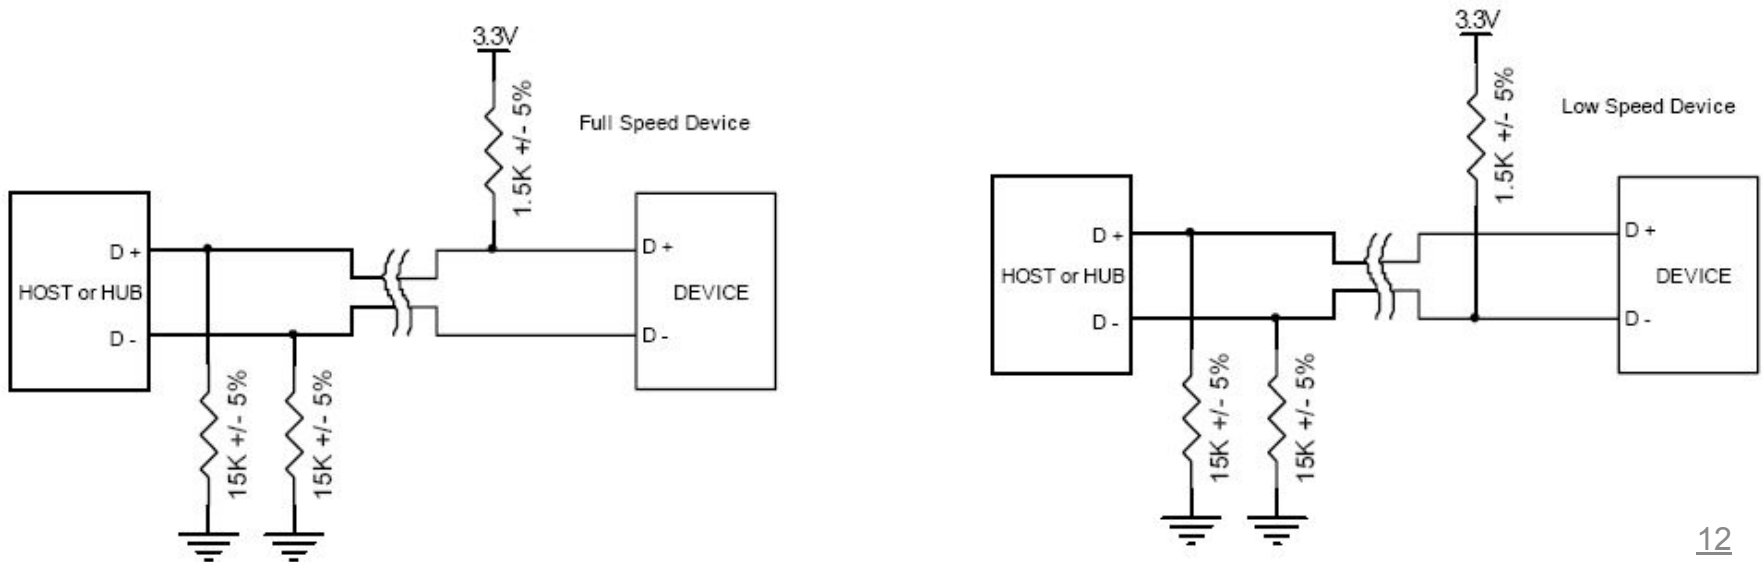 3.3V
1.5K +/- 5%
Full Speed Device
HOST or HUB
D +
D -
D +
D -
DEVICE
15K +/- 5%
15K +/- 5%
3.3V
1.5K +/- 5%
Low Speed Device
HOST or HUB
D +
D -
D +
D -
DEVICE
15K +/- 5%
15K +/- 5%
12